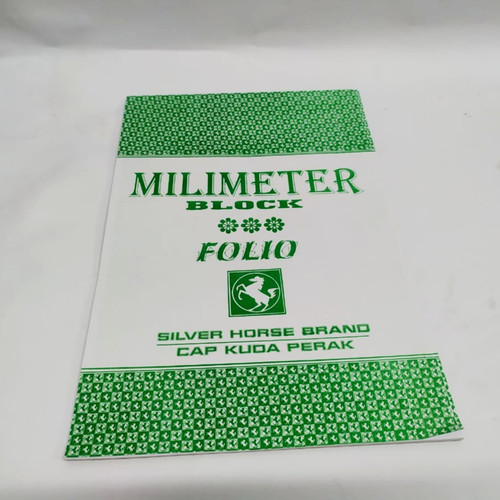 MILIMETER
BLOCK
FOLIO
SILVER HORSE BRAND
CAP KUDA PERAK